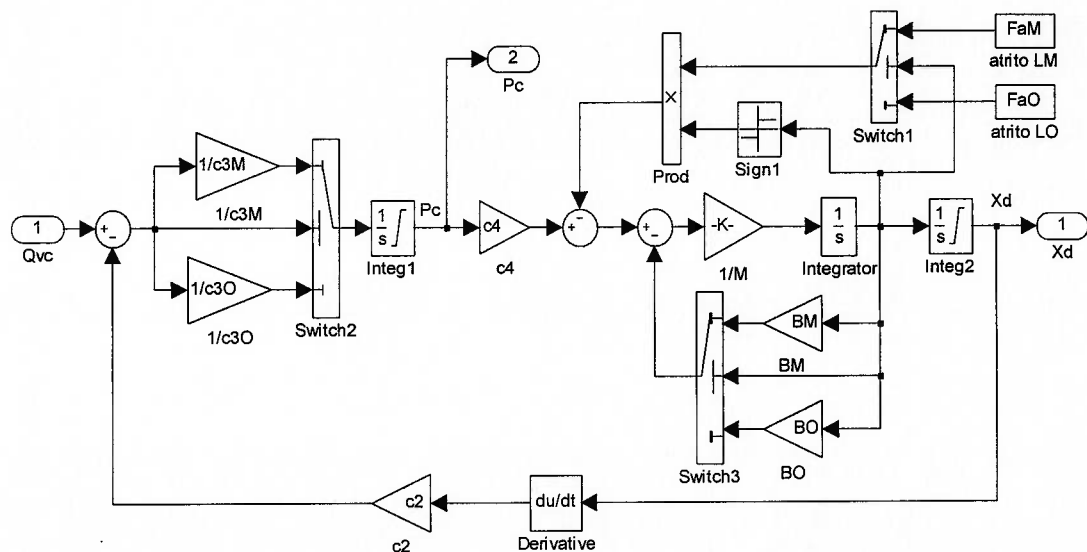 2
Pc
FaM
atrito LM
FaO
atrito LO
Switch1
X
Prod
Sign1
1/c3M
1/c3M
1
Qvc
+
-
1/c3O
1/c3O
Switch2
1
s
Integ1
Pc
c4
c4
+
-
+
-
-K-
1/M
1
s
Integrator
1
s
Integ2
Xd
1
Xd
BM
BM
BO
BO
Switch3
c2
c2
du/dt
Derivative